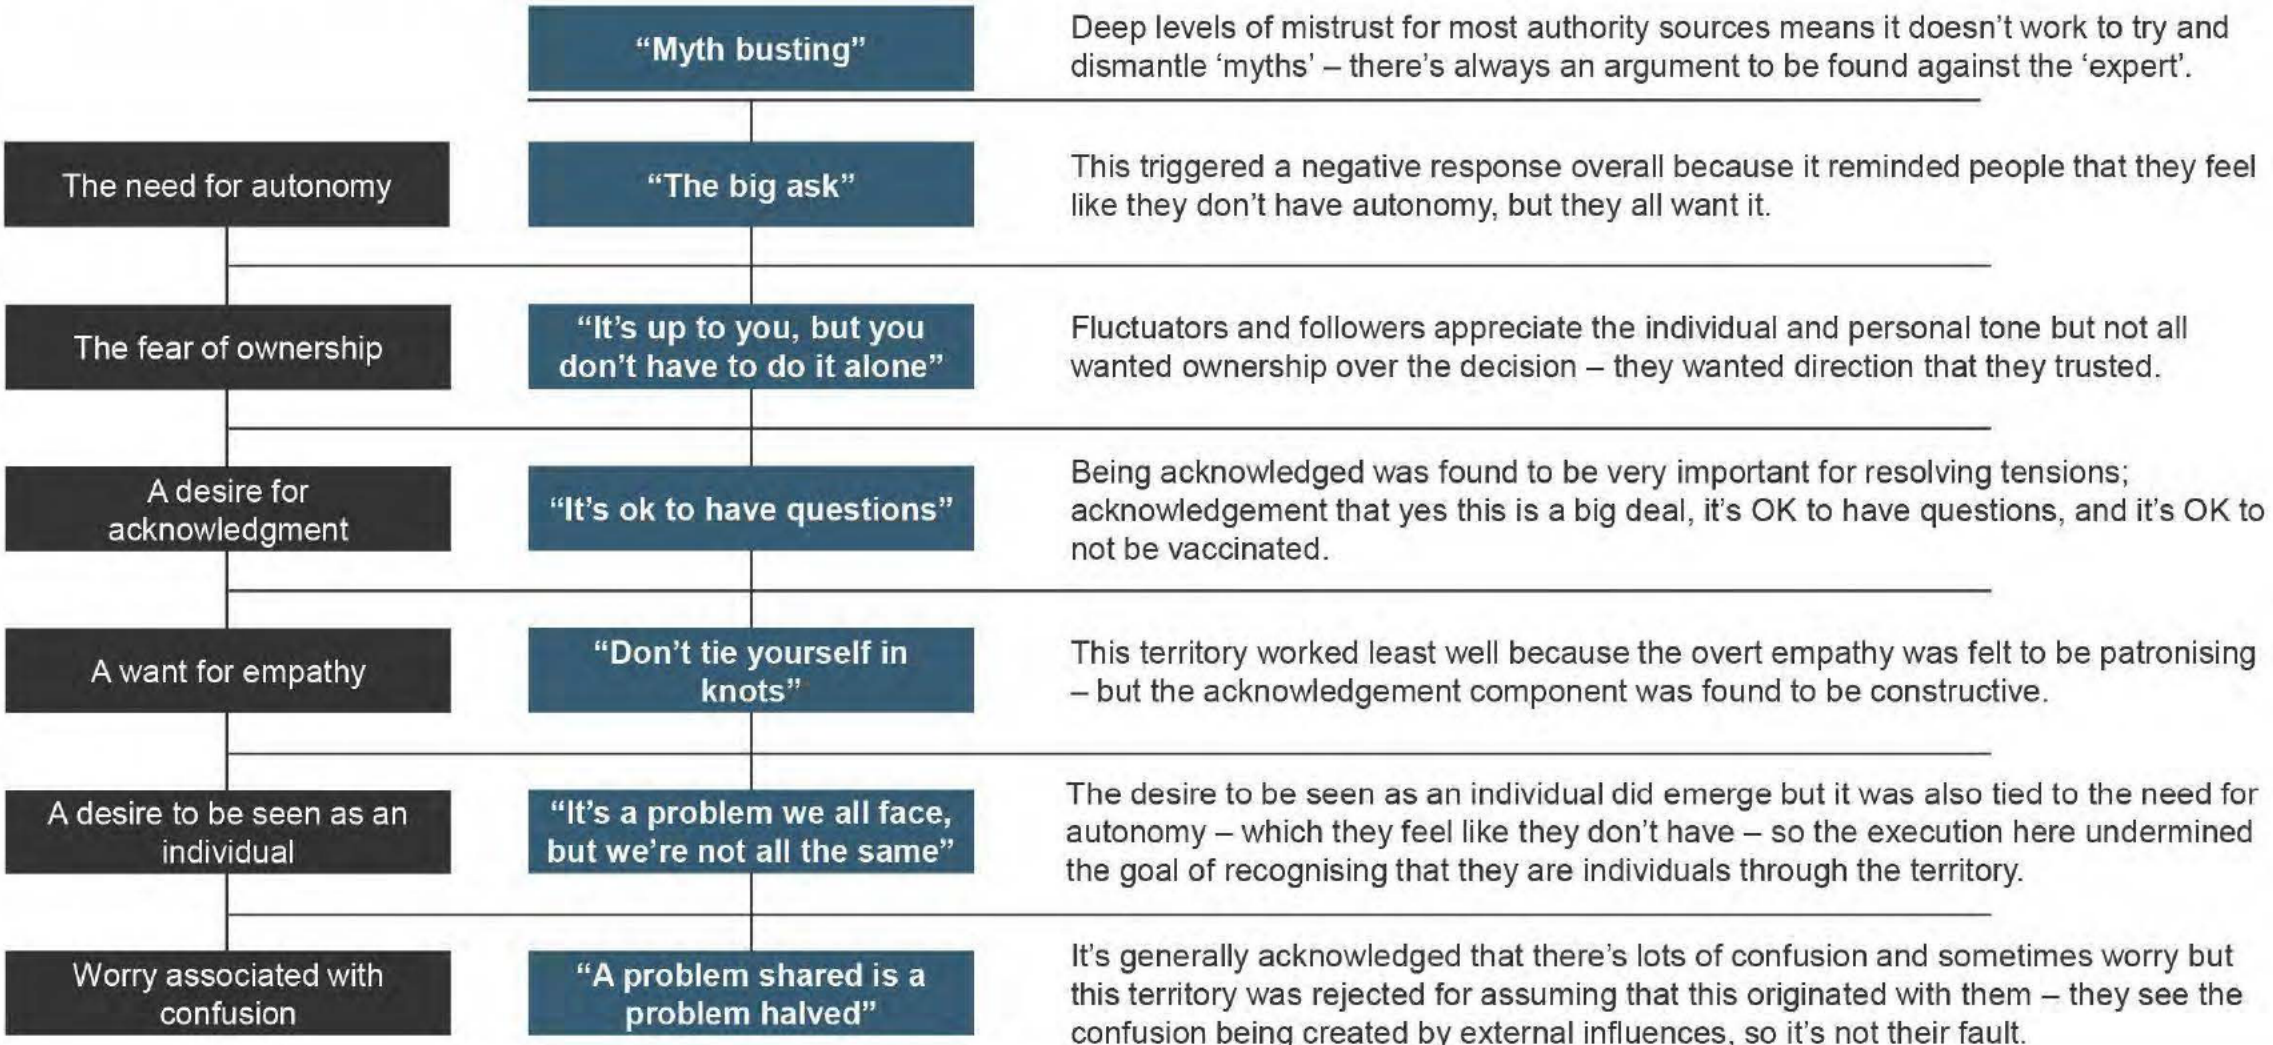 “Myth busting”
Deep levels of mistrust for most authority sources means it doesn’t work to try and
dismantle ‘myths’ – there’s always an argument to be found against the ‘expert’.
The need for autonomy
“The big ask”
This triggered a negative response overall because it reminded people that they feel
like they don’t have autonomy, but they all want it.
The fear of ownership
“It’s up to you, but you
don’t have to do it alone”
Fluctuators and followers appreciate the individual and personal tone but not all
wanted ownership over the decision – they wanted direction that they trusted.
A desire for
acknowledgment
“It’s ok to have questions”
Being acknowledged was found to be very important for resolving tensions;
acknowledgement that yes this is a big deal, it’s OK to have questions, and it’s OK to
not be vaccinated.
A want for empathy
“Don’t tie yourself in
knots”
This territory worked least well because the overt empathy was felt to be patronising
– but the acknowledgement component was found to be constructive.
A desire to be seen as an
individual
“It’s a problem we all face,
but we’re not all the same”
The desire to be seen as an individual did emerge but it was also tied to the need for
autonomy – which they feel like they don’t have – so the execution here undermined
the goal of recognising that they are individuals through the territory.
Worry associated with
confusion
“A problem shared is a
problem halved”
It’s generally acknowledged that there’s lots of confusion and sometimes worry but
this territory was rejected for assuming that this originated with them – they see the
confusion being created by external influences, so it’s not their fault.